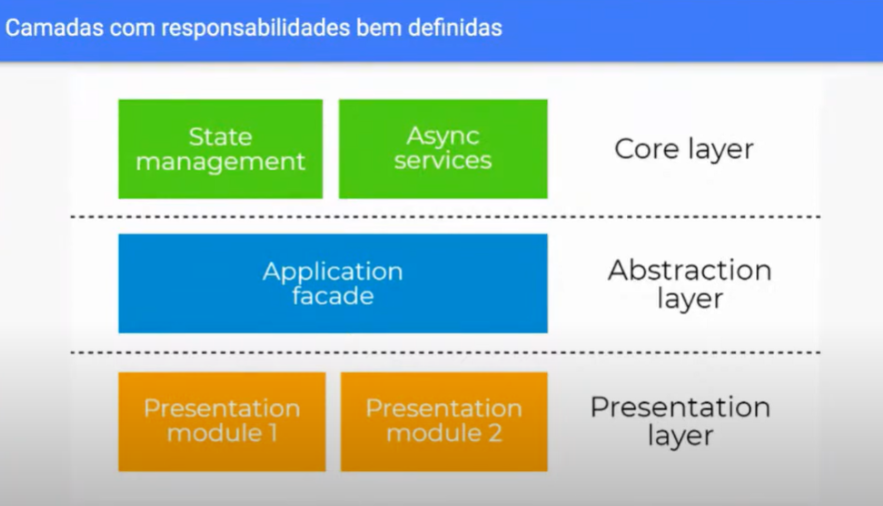 Camadas com responsabilidades bem definidas
State
management
Async
services
Core layer
Application
facade
Abstraction
layer
Presentation
module 1
Presentation
module 2
Presentation
layer